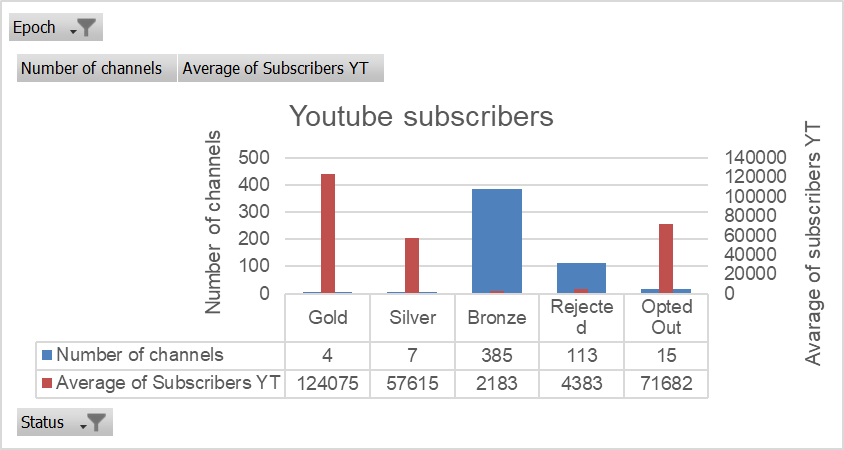 Epoch
Number of channels Average of Subscribers YT
Youtube subscribers
Number of channels
500
400
300
200
100
0
140000
120000
100000
80000
60000
40000
20000
0
Avarage of subscribers YT
Gold Silver Bronze Rejecte
d Opted
Out
Number of channels 4 7 385 113 15
Average of Subscribers YT 124075 57615 2183 4383 71682
Status